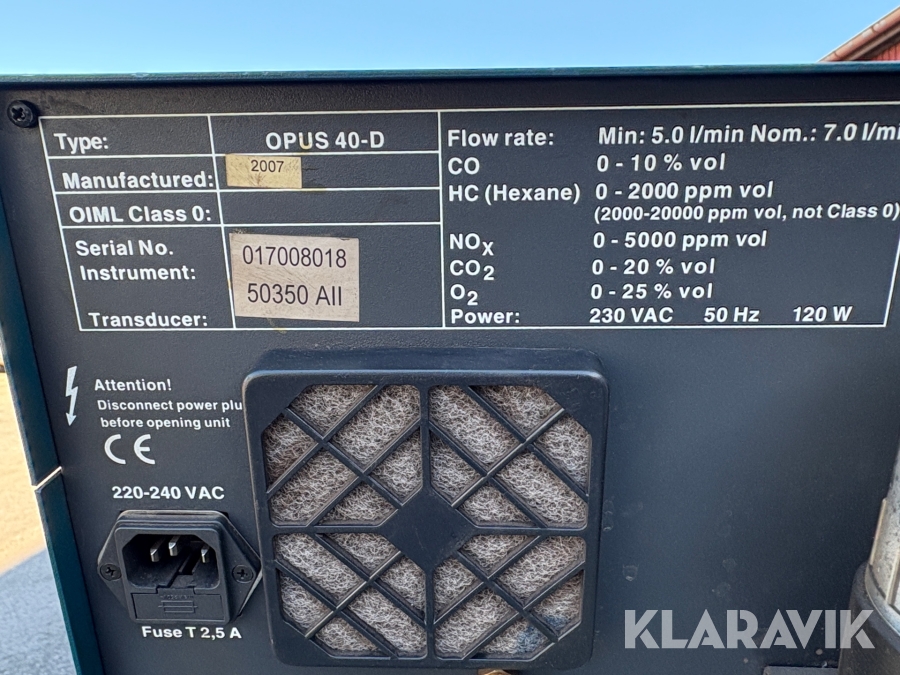 Type: OPUS 40-D
Manufactured: 2007
OIML Class 0:
Serial No.
Instrument: 017008018
50350 All
Transducer:
Flow rate: Min: 5.0 l/min Nom.: 7.0 l/mi
CO 0 - 10 % vol
HC (Hexane) 0 - 2000 ppm vol
(2000-20000 ppm vol, not Class 0)
NOX 0 - 5000 ppm vol
CO2 0 - 20 % vol
O2 0 - 25 % vol
Power: 230 VAC 50 Hz 120 W
Attention!
Disconnect power plu
before opening unit
CE
220-240 VAC
Fuse T 2,5 A
KLARAVIK